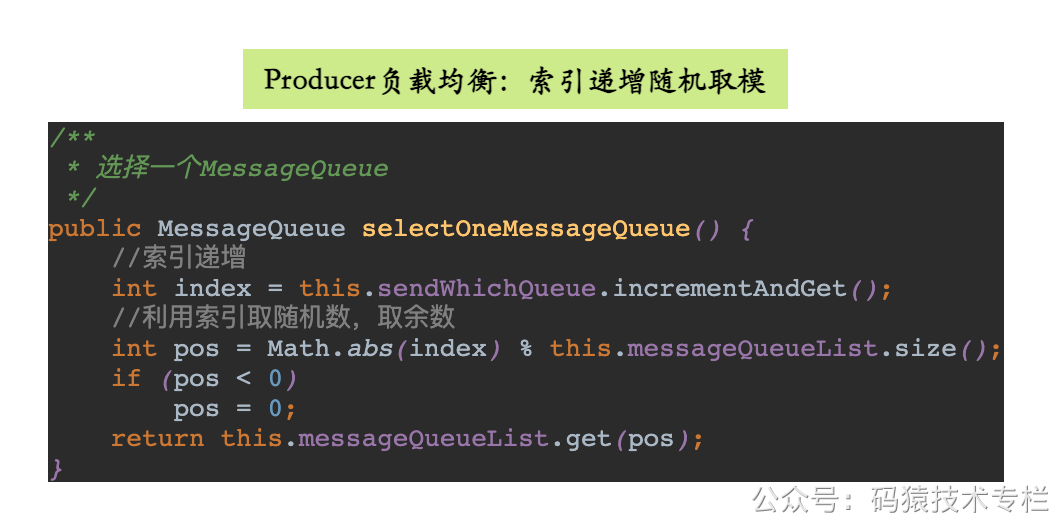 Producer负载均衡：索引递增随机取模
/**
 * 选择一个MessageQueue
 */
public MessageQueue selectOneMessageQueue() {
    //索引递增
    int index = this.sendWhichQueue.incrementAndGet();
    //利用索引取随机数，取余数
    int pos = Math.abs(index) % this.messageQueueList.size();
    if (pos < 0)
        pos = 0;
    return this.messageQueueList.get(pos);
}
公众号：码猿技术专栏